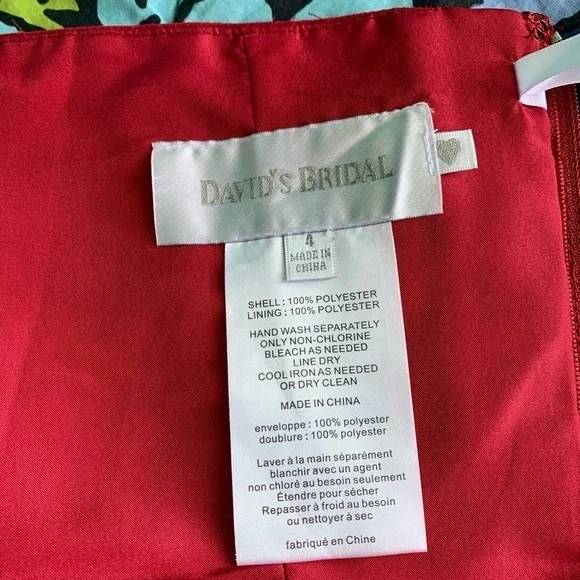 DAVID'S BRIDAL
4
MADE IN
CHINA
SHELL : 100% POLYESTER
LINING : 100% POLYESTER
HAND WASH SEPARATELY
ONLY NON-CHLORINE
BLEACH AS NEEDED
LINE DRY
COOL IRON AS NEEDED
OR DRY CLEAN
MADE IN CHINA
enveloppe : 100% polyester
doublure : 100% polyester
Laver à la main séparément
blanchir avec un agent
non chloré au besoin seulement
Étendre pour sécher
Repasser à froid au besoin
ou nettoyer à sec
fabriqué en Chine